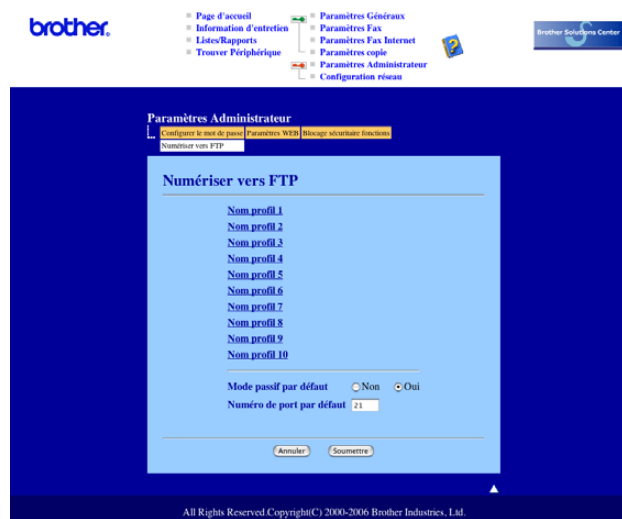 brother.
Page d'accueil
Information d'entretien
Listes/Rapports
Trouver Périphérique
Paramètres Généraux
Paramètres Fax
Paramètres Fax Internet
Paramètres copie
Paramètres Administrateur
Configuration réseau
?
Brother Solutions Center
Paramètres Administrateur
Configurer le mot de passe Paramètres WEB Blocage sécuritaire fonctions
Numériser vers FTP
Numériser vers FTP
Nom profil 1
Nom profil 2
Nom profil 3
Nom profil 4
Nom profil 5
Nom profil 6
Nom profil 7
Nom profil 8
Nom profil 9
Nom profil 10
Mode passif par défaut Non Oui
Numéro de port par défaut 21
Annuler Soumettre
All Rights Reserved.Copyright(C) 2000-2006 Brother Industries, Ltd.